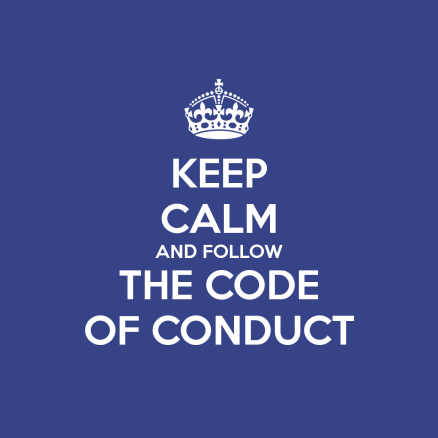 KEEP
CALM
AND FOLLOW
THE CODE
OF CONDUCT